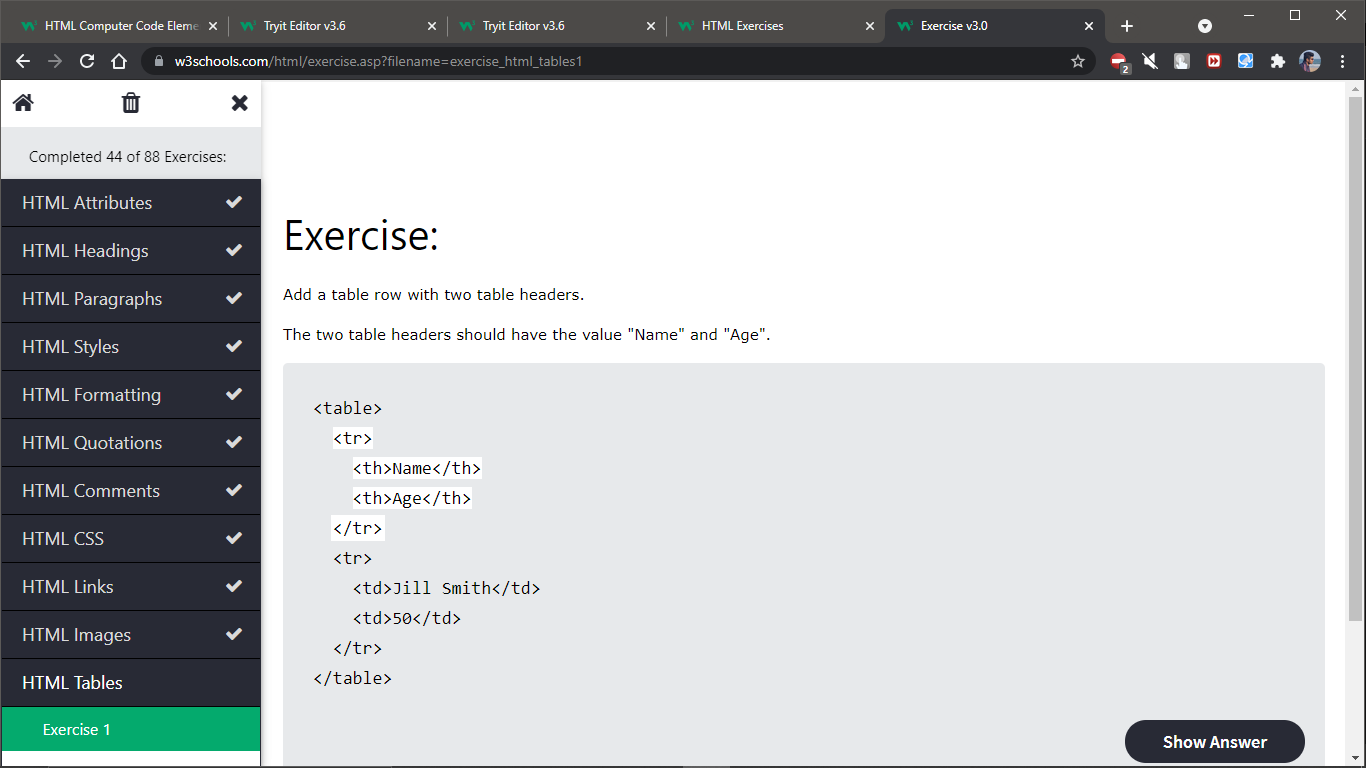 HTML Computer Code Eleme
Tryit Editor v3.6
Tryit Editor v3.6
HTML Exercises
Exercise v3.0
w3schools.com/html/exercise.asp?filename=exercise_html_tables1
2
Completed 44 of 88 Exercises:
HTML Attributes
HTML Headings
HTML Paragraphs
HTML Styles
HTML Formatting
HTML Quotations
HTML Comments
HTML CSS
HTML Links
HTML Images
HTML Tables
Exercise 1
Exercise:
Add a table row with two table headers.
The two table headers should have the value "Name" and "Age".
<table>
<tr>
<th>Name</th>
<th>Age</th>
</tr>
<tr>
<td>Jill Smith</td>
<td>50</td>
</tr>
</table>
Show Answer